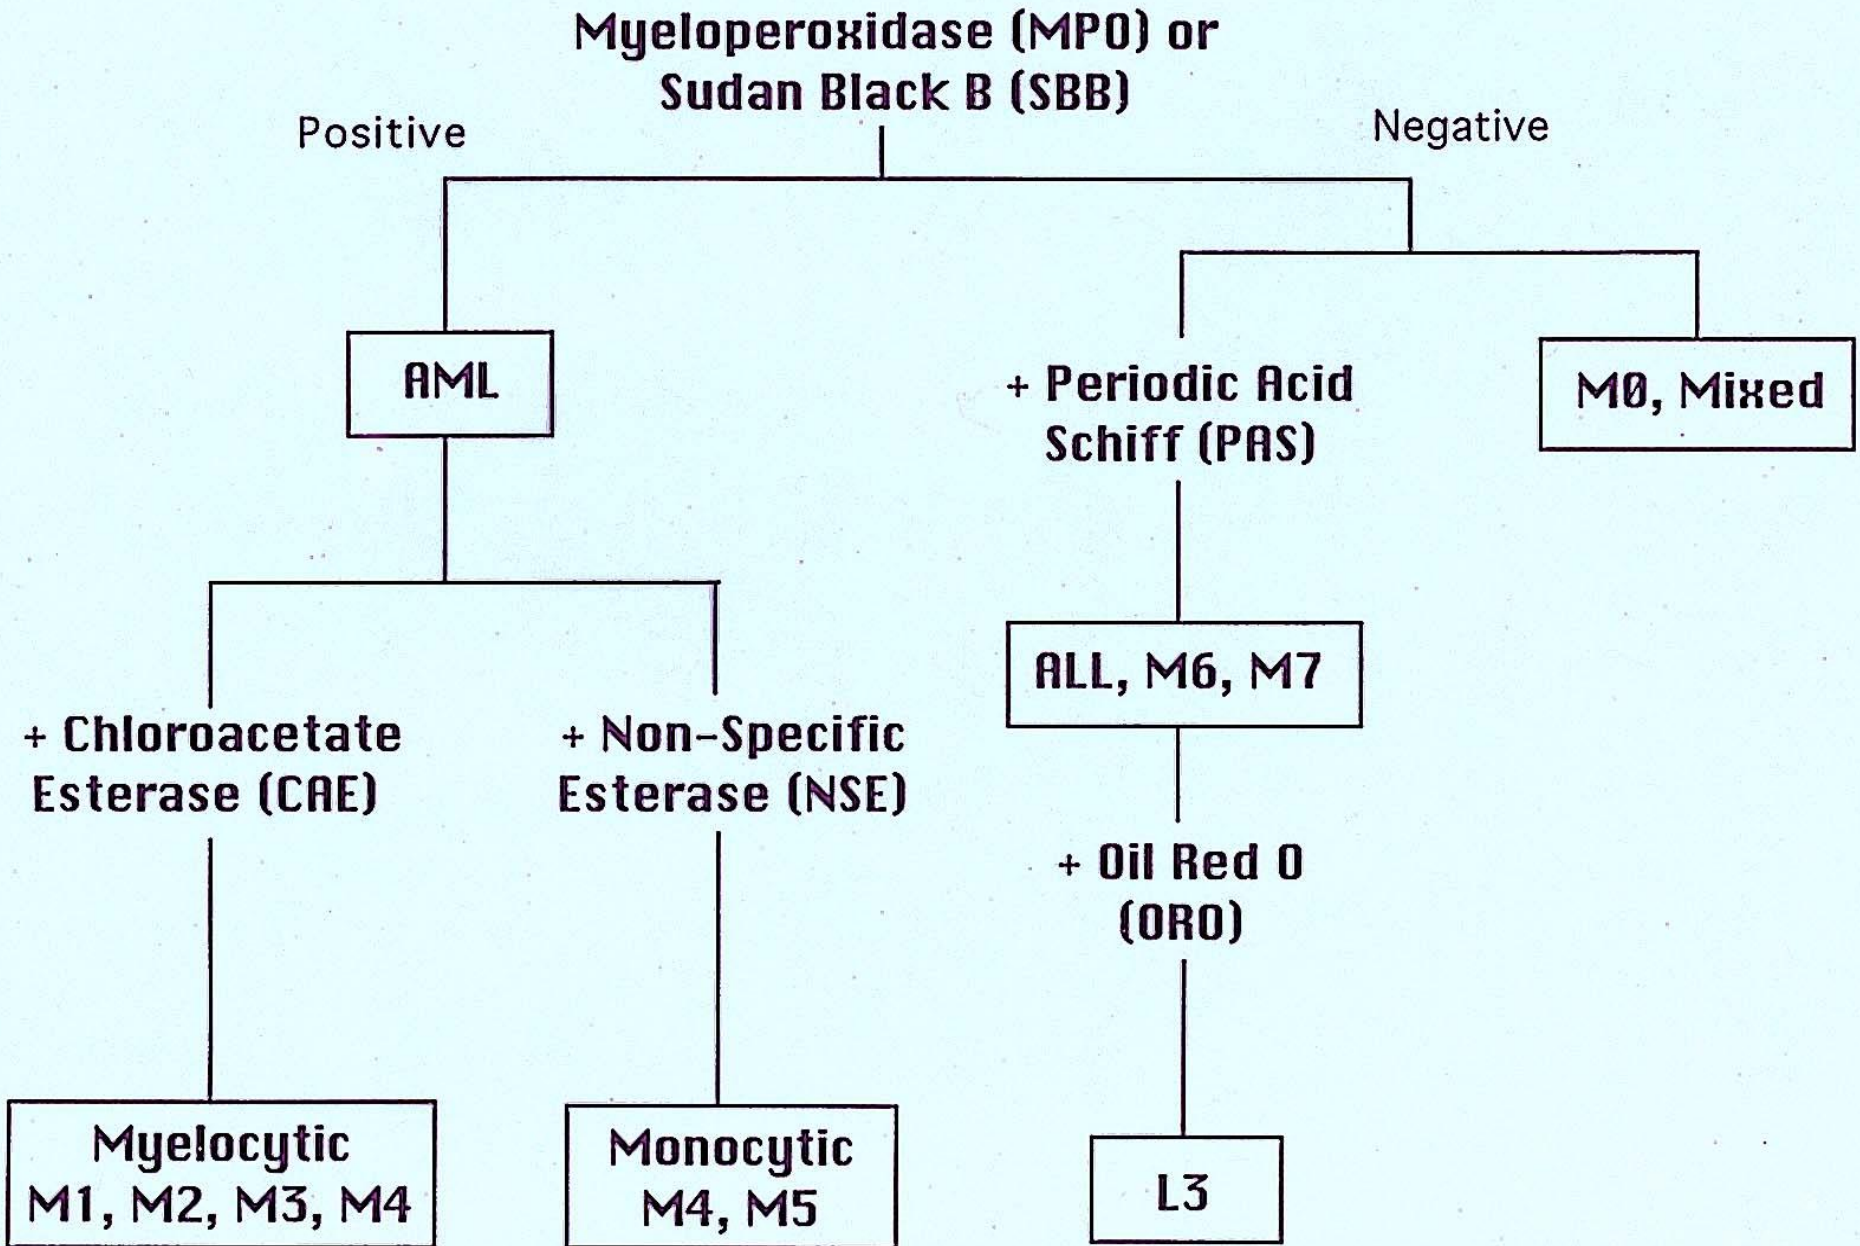 Myeloperoxidase (MPO) or
Sudan Black B (SBB)
Positive
Negative
AML
+ Periodic Acid
Schiff (PAS)
M0, Mixed
ALL, M6, M7
+ Chloroacetate
Esterase (CAE)
+ Non-Specific
Esterase (NSE)
+ Oil Red O
(ORO)
Myelocytic
M1, M2, M3, M4
Monocytic
M4, M5
L3